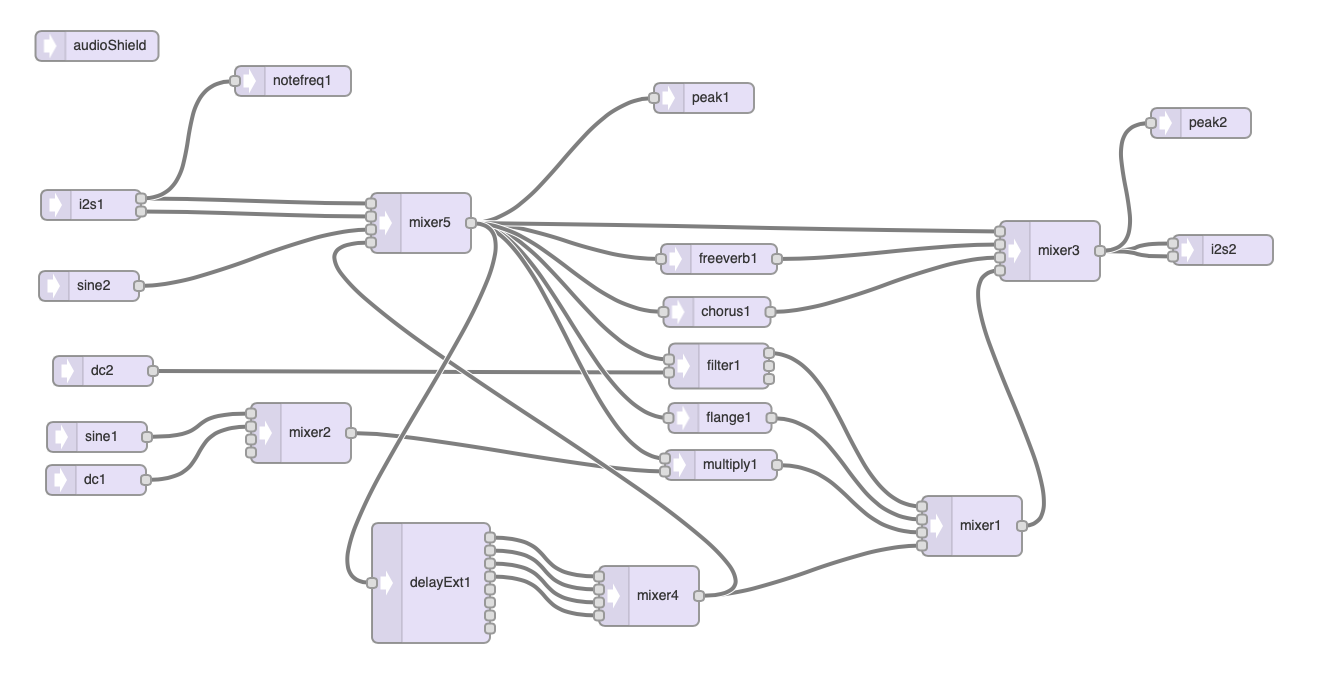 audioShield
notefreq1
peak1
peak2
i2s1
mixer5
mixer3
i2s2
freeverb1
sine2
chorus1
dc2
filter1
flange1
sine1
mixer2
multiply1
dc1
mixer1
delayExt1
mixer4